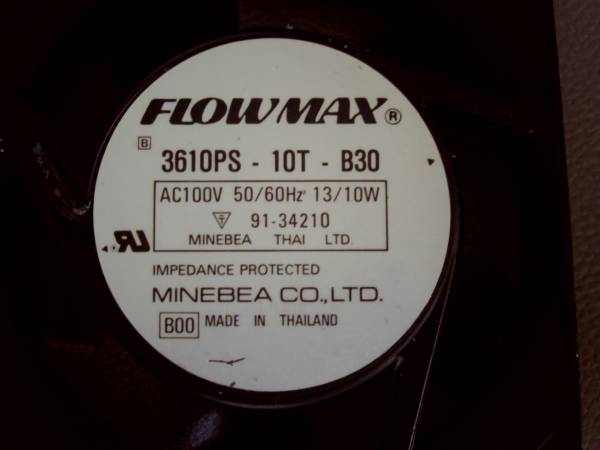 FLOWMAX®
B
3610PS - 10T - B30
AC100V 50/60Hz 13/10W
T 91-34210
MINEBEA THAI LTD.
RU
IMPEDANCE PROTECTED
MINEBEA CO.,LTD.
B00 MADE IN THAILAND